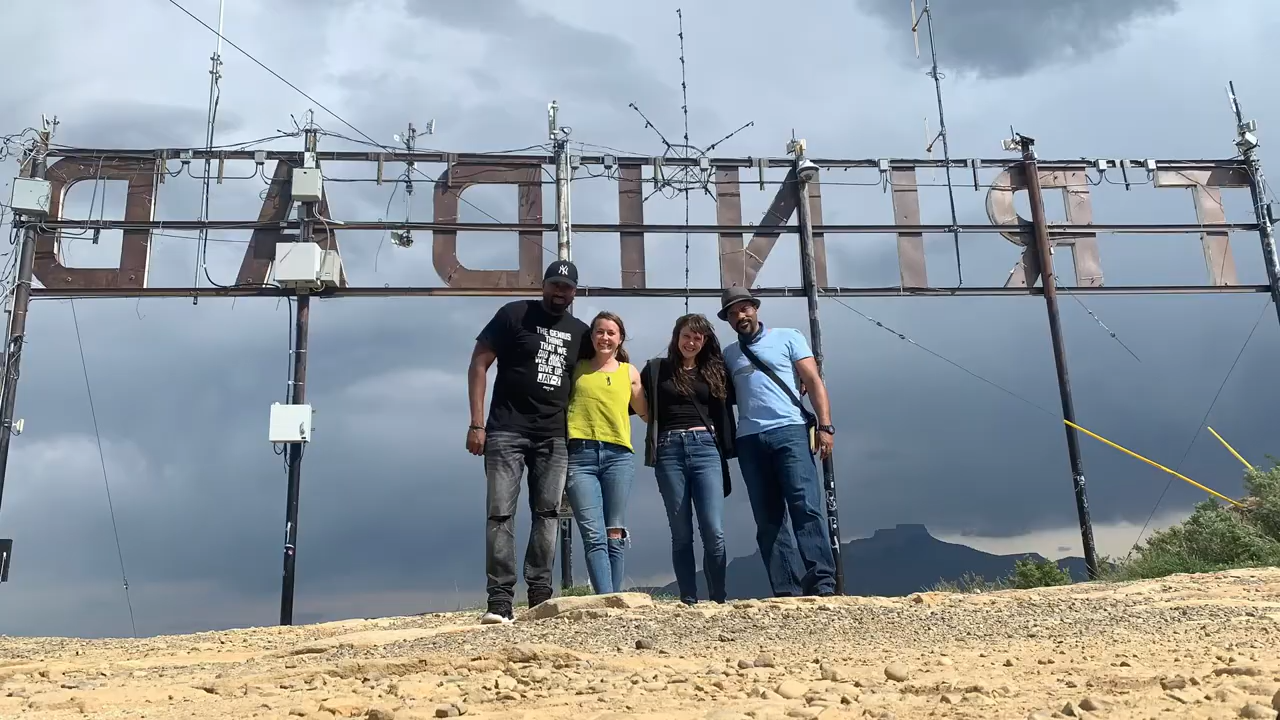 TRINIDAD
NY
THE GENIUS
THING
THAT WE
DID WAS,
WE DIDN'T
GIVE UP.
JAY-Z